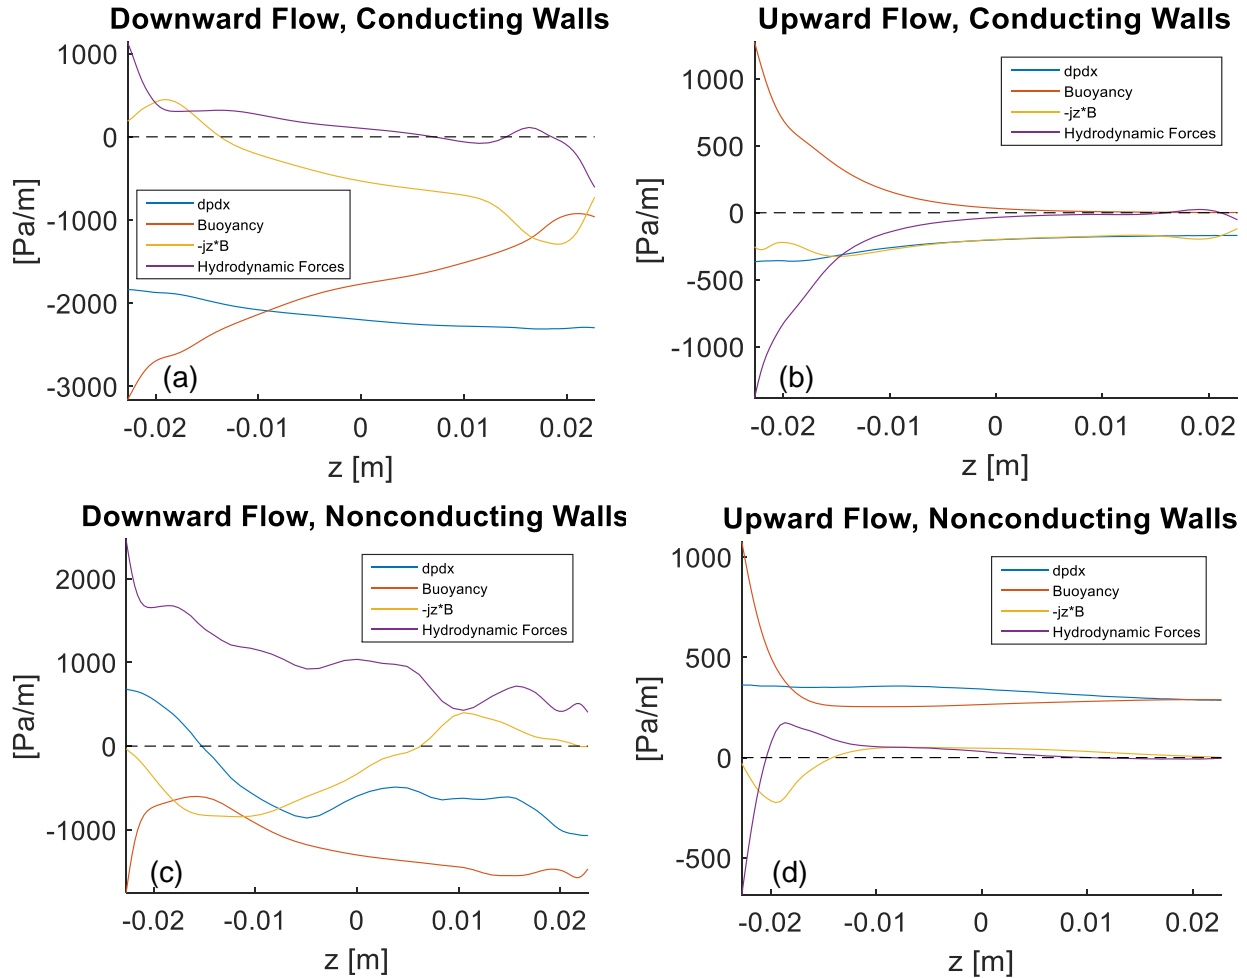 Downward Flow, Conducting Walls
1000
0
-1000
-2000
-3000
[Pa/m]
dpdx
Buoyancy
-jz*B
Hydrodynamic Forces
(a)
-0.02
-0.01
0
0.01
0.02
z [m]
Upward Flow, Conducting Walls
1000
500
0
-500
-1000
[Pa/m]
dpdx
Buoyancy
-jz*B
Hydrodynamic Forces
(b)
-0.02
-0.01
0
0.01
0.02
z [m]
Downward Flow, Nonconducting Walls
2000
1000
0
-1000
[Pa/m]
dpdx
Buoyancy
-jz*B
Hydrodynamic Forces
(c)
-0.02
-0.01
0
0.01
0.02
z [m]
Upward Flow, Nonconducting Walls
1000
500
0
-500
[Pa/m]
dpdx
Buoyancy
-jz*B
Hydrodynamic Forces
(d)
-0.02
-0.01
0
0.01
0.02
z [m]